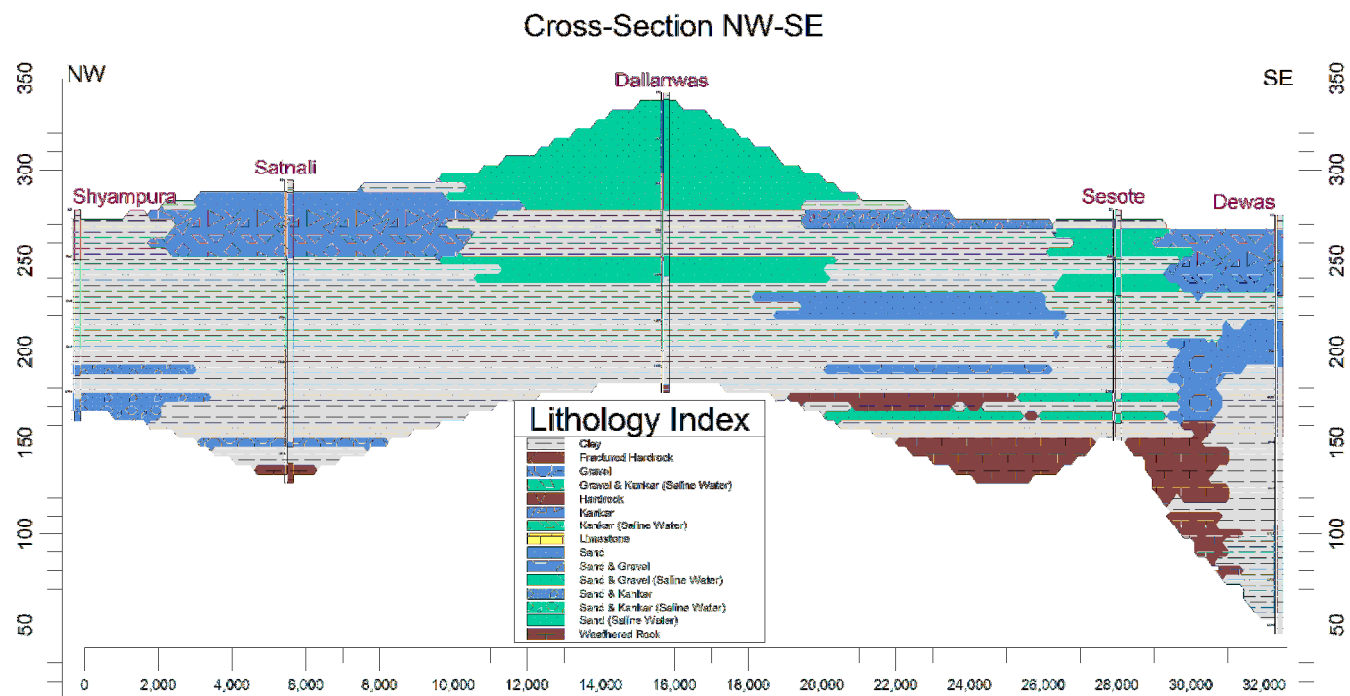 Cross-Section NW-SE
NW
SE
Dallanwas
Satnali
Shyampura
Sesote
Dewas
350
300
250
200
150
100
50
350
300
250
200
150
100
50
Lithology Index
Clay
Fractured Hardrock
Gravel
Gravel & Kankar (Saline Water)
Hardrock
Kankar
Kankar (Saline Water)
Limestone
Sand
Sand & Gravel
Sand & Gravel (Saline Water)
Sand & Kankar
Sand & Kankar (Saline Water)
Sand (Saline Water)
Weathered Rock
0 2,000 4,000 6,000 8,000 10,000 12,000 14,000 16,000 18,000 20,000 22,000 24,000 26,000 28,000 30,000 32,000